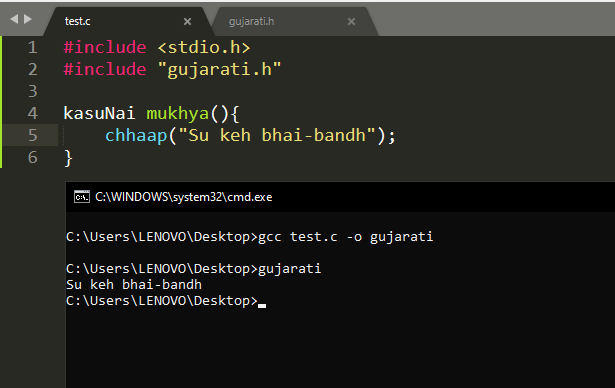 test.c × gujarati.h ×
1 #include <stdio.h>
2 #include "gujarati.h"
3
4 kasuNai mukhya(){
5 chhaap("Su keh bhai-bandh");
6 }
C:\WINDOWS\system32\cmd.exe
C:\Users\LENOVO\Desktop>gcc test.c -o gujarati
C:\Users\LENOVO\Desktop>gujarati
Su keh bhai-bandh
C:\Users\LENOVO\Desktop>